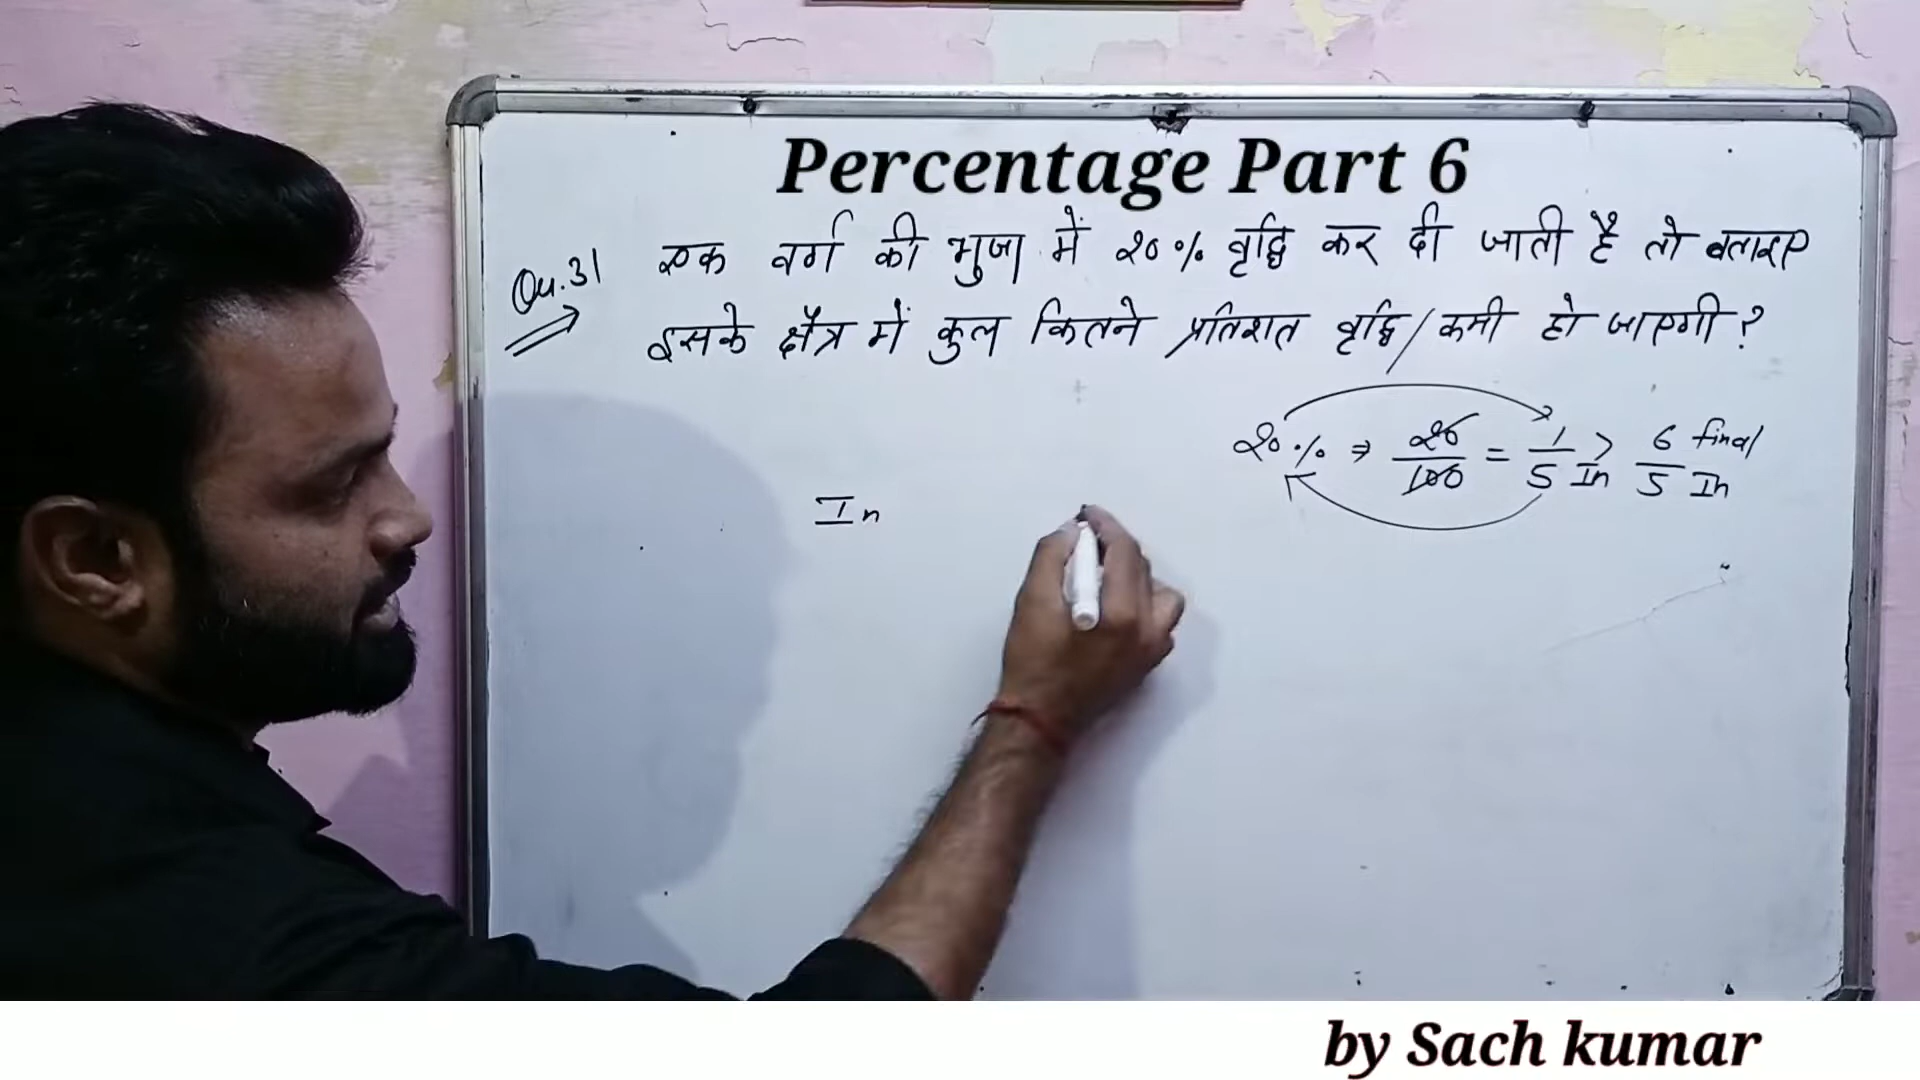 Percentage Part 6
Qu.31 एक वर्ग की भुजा में 20% वृद्धि कर दी जाती है तो बताइए
इसके क्षेत्र में कुल कितने प्रतिशत वृद्धि/कमी हो जाएगी?
20% ⇒ 20/100 = 1/5 In > 6/5 final In
In
by Sach kumar